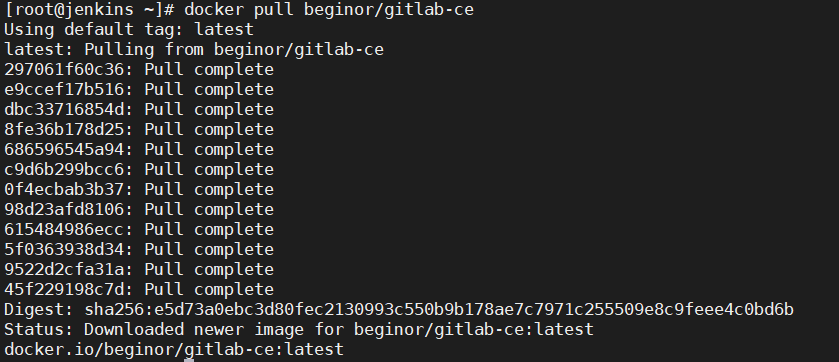 [root@jenkins ~]# docker pull beginor/gitlab-ce
Using default tag: latest
latest: Pulling from beginor/gitlab-ce
297061f60c36: Pull complete
e9ccef17b516: Pull complete
dbc33716854d: Pull complete
8fe36b178d25: Pull complete
686596545a94: Pull complete
c9d6b299bcc6: Pull complete
0f4ecbab3b37: Pull complete
98d23afd8106: Pull complete
615484986ecc: Pull complete
5f0363938d34: Pull complete
9522d2cfa31a: Pull complete
45f229198c7d: Pull complete
Digest: sha256:e5d73a0ebc3d80fec2130993c550b9b178ae7c7971c255509e8c9feee4c0bd6b
Status: Downloaded newer image for beginor/gitlab-ce:latest
docker.io/beginor/gitlab-ce:latest